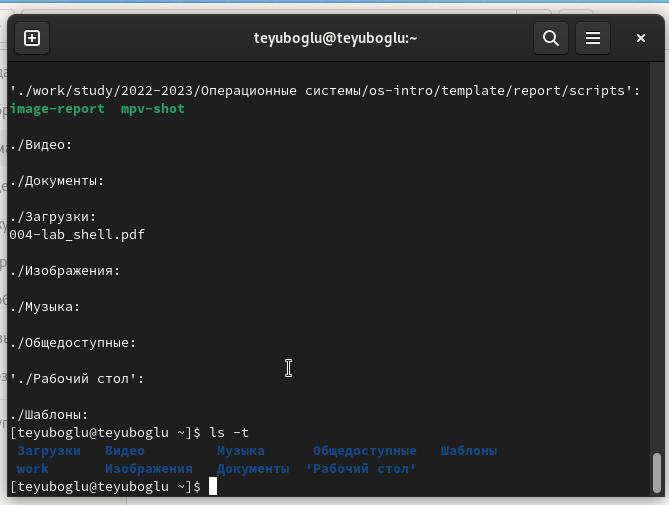 teyuboglu@teyuboglu:~
'./work/study/2022-2023/Операционные системы/os-intro/template/report/scripts':
image-report  mpv-shot
./Видео:
./Документы:
./Загрузки:
004-lab_shell.pdf
./Изображения:
./Музыка:
./Общедоступные:
'./Рабочий стол':
./Шаблоны:
[teyuboglu@teyuboglu ~]$ ls -t
Загрузки   Видео         Музыка      Общедоступные   Шаблоны
work       Изображения   Документы  'Рабочий стол'
[teyuboglu@teyuboglu ~]$